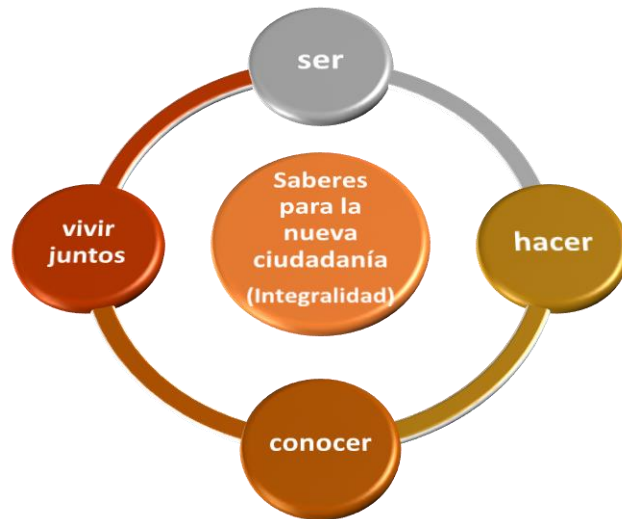 ser
Saberes
para la
nueva
ciudadanía
(Integralidad)
vivir
juntos
hacer
conocer